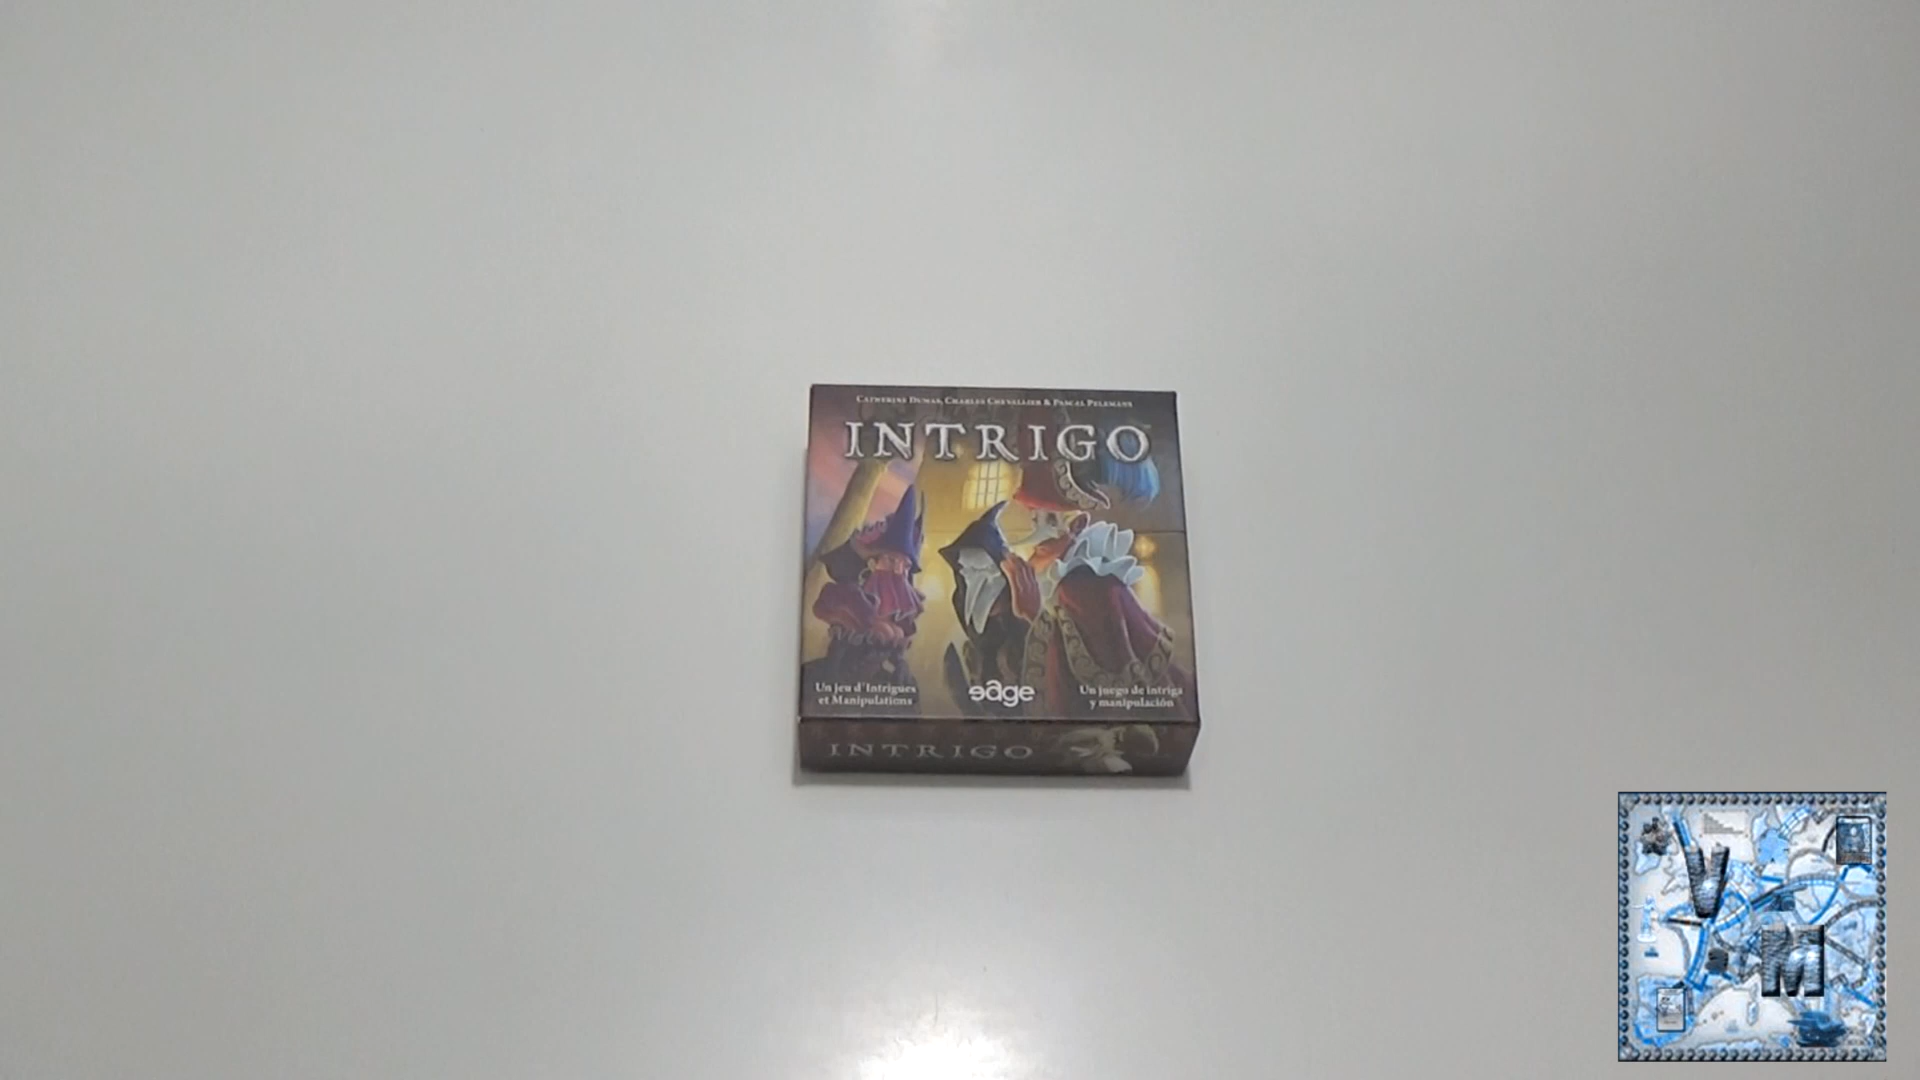 CATHERINE DUMAS, CHARLES CHEVALLIER & PASCAL PELEMANS
INTRIGO
Un jeu d'Intrigues
et Manipulations
edge
Un juego de intriga
y manipulación
INTRIGO
V
M